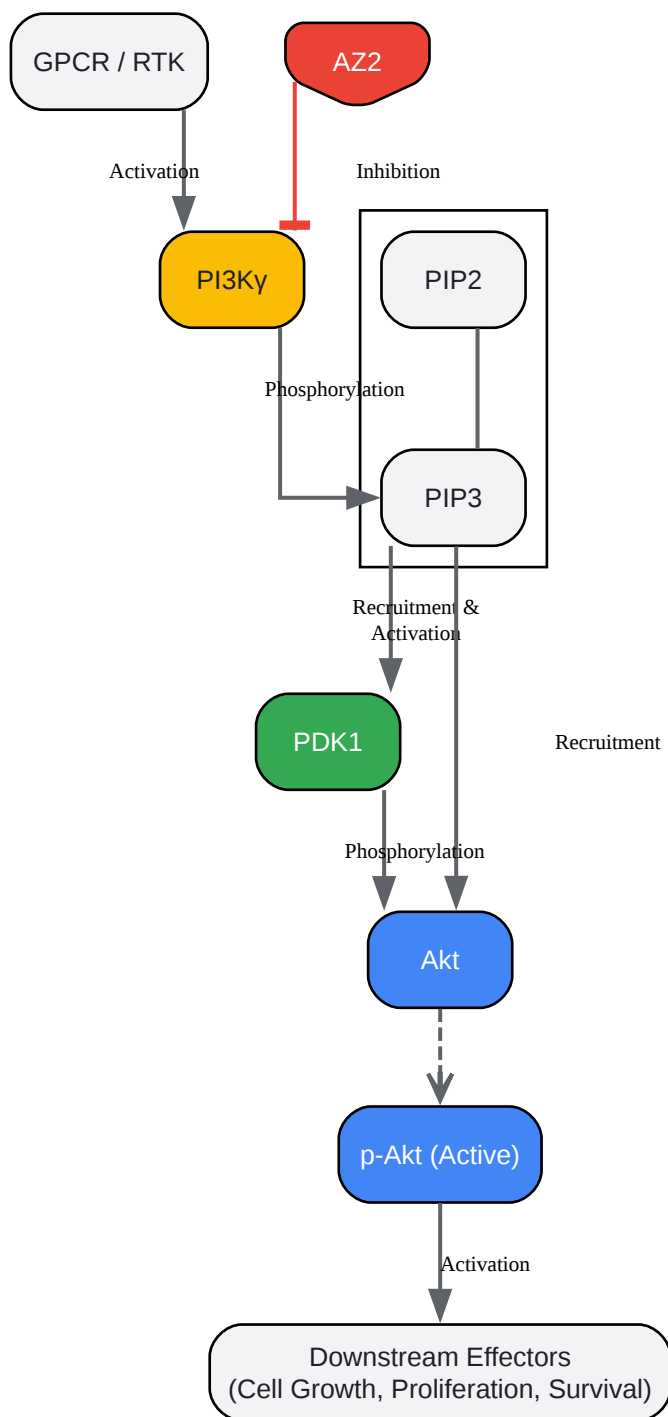 GPCR / RTK
AZ2
Activation
Inhibition
PI3Kγ
PIP2
Phosphorylation
PIP3
Recruitment &
Activation
PDK1
Recruitment
Phosphorylation
Akt
p-Akt (Active)
Activation
Downstream Effectors
(Cell Growth, Proliferation, Survival)